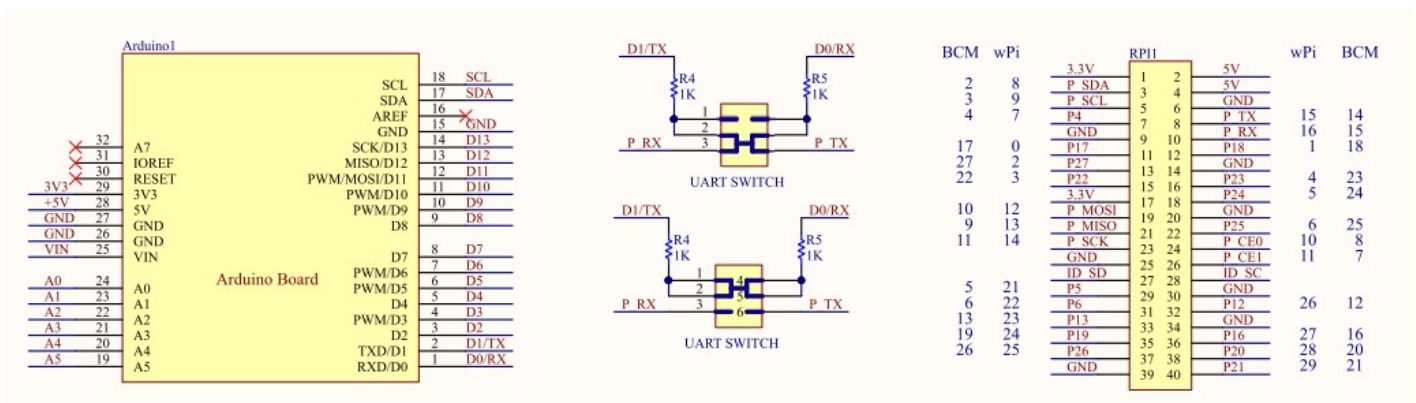 Arduino1
18 SCL
SCL
17 SDA
SDA
16
AREF
15 GND
GND
32 A7
14 D13
SCK/D13
31 IOREF
13 D12
MISO/D12
30 RESET
12 D11
PWM/MOSI/D11
3V3 29 3V3
11 D10
PWM/D10
+5V 28 5V
10 D9
PWM/D9
GND 27 GND
9 D8
D8
GND 26 GND
VIN 25 VIN
8 D7
D7
7 D6
PWM/D6
Arduino Board
A0 24 A0
6 D5
PWM/D5
A1 23 A1
5 D4
D4
A2 22 A2
4 D3
PWM/D3
A3 21 A3
3 D2
D2
A4 20 A4
2 D1/TX
TXD/D1
A5 19 A5
1 D0/RX
RXD/D0
D1/TX D0/RX
R4 R5
1K 1K
1
2
P_RX 3 P_TX
UART SWITCH
D1/TX D0/RX
R4 R5
1K 1K
1 4
2 5
P_RX 3 6 P_TX
UART SWITCH
BCM wPi RPI1 wPi BCM
3.3V 1 2 5V
2 8 P_SDA 3 4 5V
3 9 P_SCL 5 6 GND
4 7 P4 7 8 P_TX 15 14
GND 9 10 P_RX 16 15
17 0 P17 11 12 P18 1 18
27 2 P27 13 14 GND
22 3 P22 15 16 P23 4 23
3.3V 17 18 P24 5 24
10 12 P_MOSI 19 20 GND
9 13 P_MISO 21 22 P25 6 25
11 14 P_SCK 23 24 P_CE0 10 8
GND 25 26 P_CE1 11 7
ID_SD 27 28 ID_SC
5 21 P5 29 30 GND
6 22 P6 31 32 P12 26 12
13 23 P13 33 34 GND
19 24 P19 35 36 P16 27 16
26 25 P26 37 38 P20 28 20
GND 39 40 P21 29 21